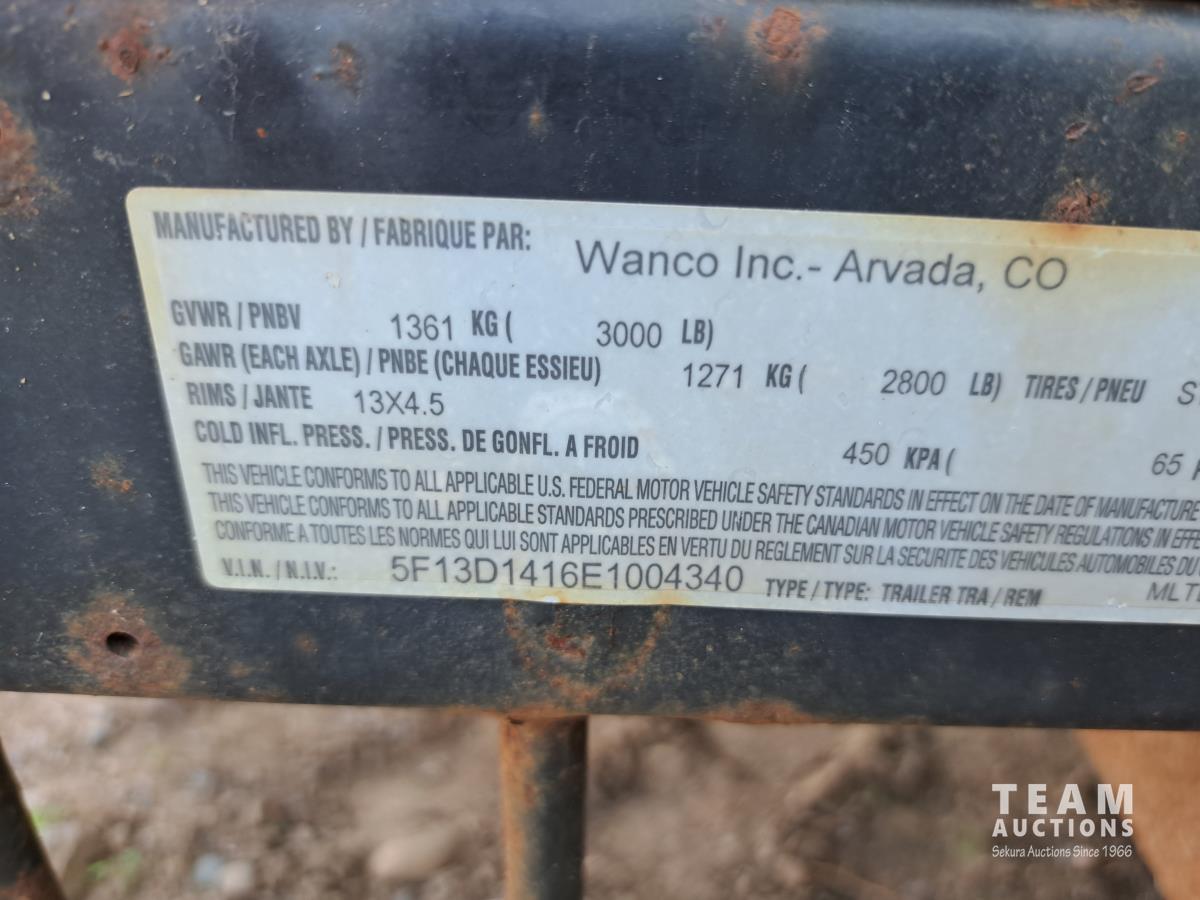 MANUFACTURED BY / FABRIQUE PAR: Wanco Inc.- Arvada, CO
GVWR / PNBV 1361 KG ( 3000 LB)
GAWR (EACH AXLE) / PNBE (CHAQUE ESSIEU) 1271 KG ( 2800 LB) TIRES / PNEU S
RIMS / JANTE 13X4.5
COLD INFL. PRESS. / PRESS. DE GONFL. A FROID 450 KPA ( 65
THIS VEHICLE CONFORMS TO ALL APPLICABLE U.S. FEDERAL MOTOR VEHICLE SAFETY STANDARDS IN EFFECT ON THE DATE OF MANUFACTURE
THIS VEHICLE CONFORMS TO ALL APPLICABLE STANDARDS PRESCRIBED UNDER THE CANADIAN MOTOR VEHICLE SAFETY REGULATIONS IN EFFECT
CONFORME A TOUTES LES NORMES QUI LUI SONT APPLICABLES EN VERTU DU REGLEMENT SUR LA SECURITE DES VEHICULES AUTOMOBILES DU
V.I.N. / N.I.V.: 5F13D1416E1004340 TYPE / TYPE: TRAILER TRA / REM MLT
TEAM
AUCTIONS
Sekura Auctions Since 1966